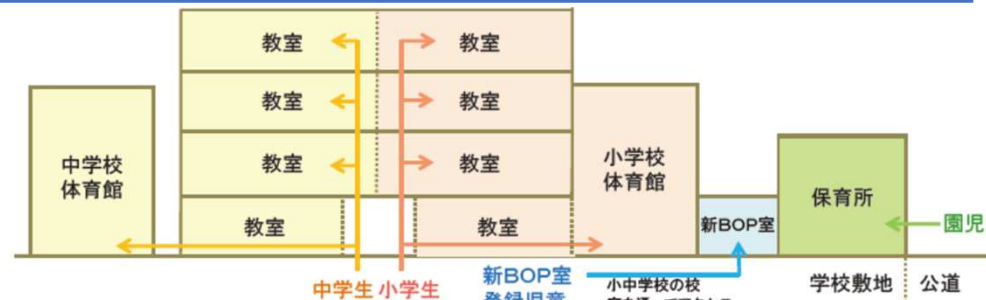 教室
教室
教室
教室
教室
教室
教室
教室
中学校
体育館
小学校
体育館
新BOP室
保育所
園児
中学生
小学生
新BOP室
小中学校の校
学校敷地
公道